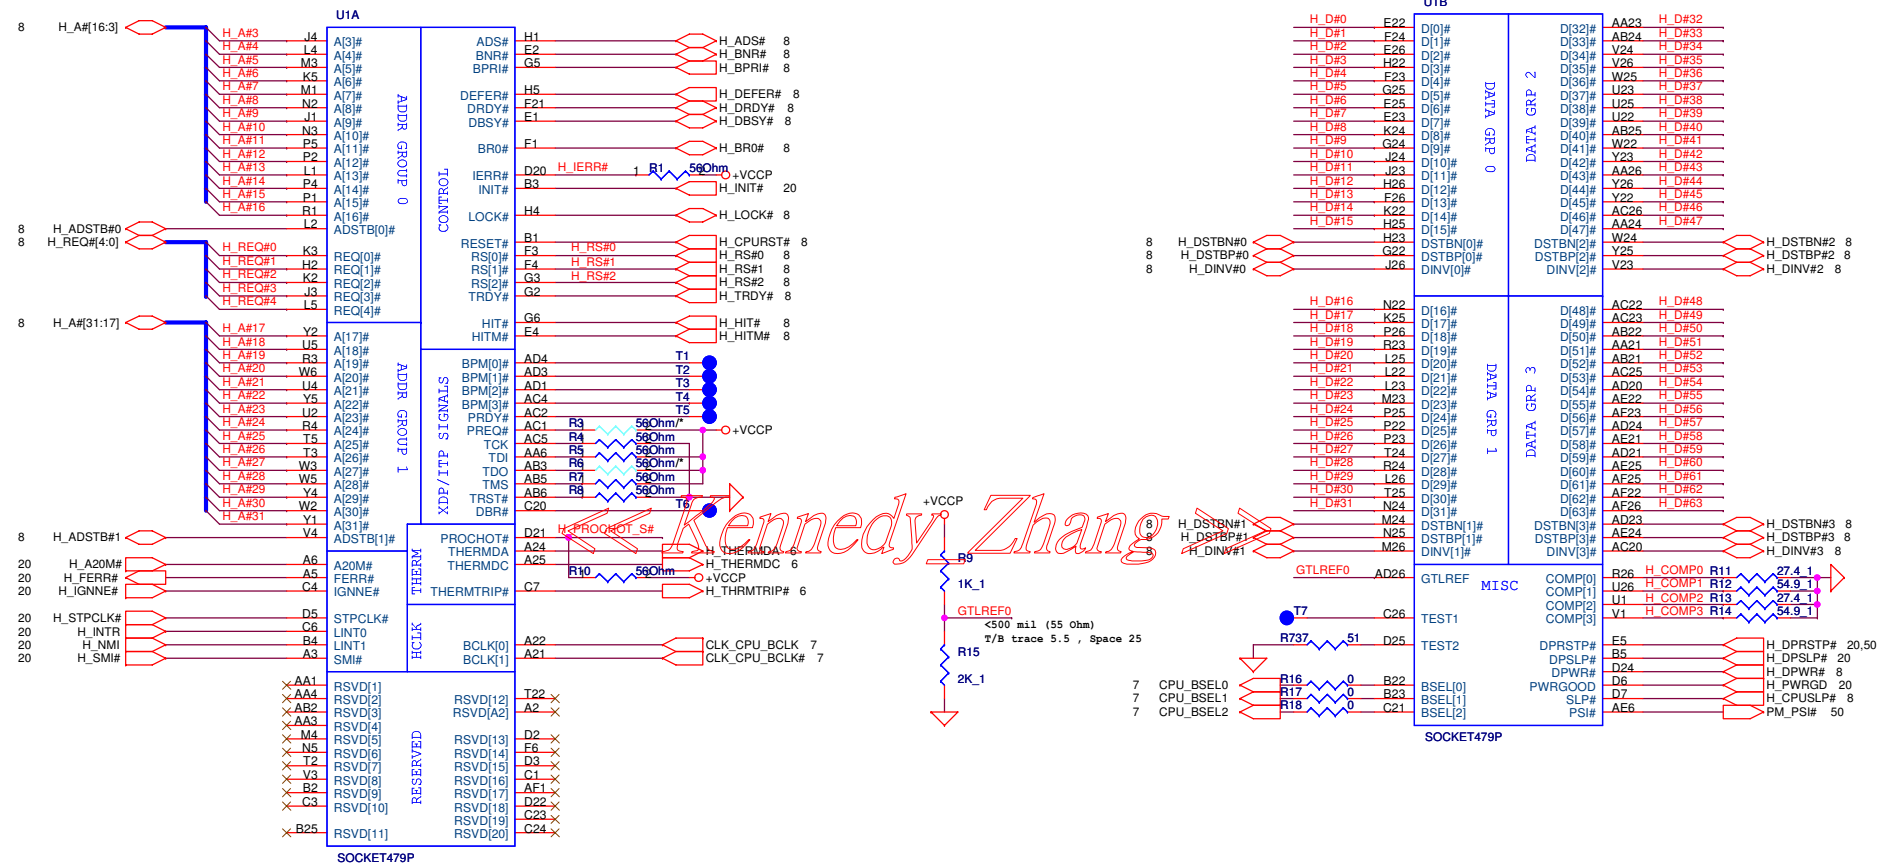 U1A
8 H_A#[16:3]
H_A#3 J4 A[3]#
H_A#4 L4 A[4]#
H_A#5 M3 A[5]#
H_A#6 K5 A[6]#
H_A#7 M1 A[7]#
H_A#8 N2 A[8]#
H_A#9 J1 A[9]#
H_A#10 N3 A[10]#
H_A#11 P5 A[11]#
H_A#12 P2 A[12]#
H_A#13 L1 A[13]#
H_A#14 P4 A[14]#
H_A#15 P1 A[15]#
H_A#16 R1 A[16]#
8 H_ADSTB#0 L2 ADSTB[0]#
8 H_REQ#[4:0]
H_REQ#0 K3 REQ[0]#
H_REQ#1 H2 REQ[1]#
H_REQ#2 K2 REQ[2]#
H_REQ#3 J3 REQ[3]#
H_REQ#4 L5 REQ[4]#
ADDR GROUP 0
8 H_A#[31:17]
H_A#17 Y2 A[17]#
H_A#18 U5 A[18]#
H_A#19 R3 A[19]#
H_A#20 W6 A[20]#
H_A#21 U4 A[21]#
H_A#22 Y5 A[22]#
H_A#23 U2 A[23]#
H_A#24 R4 A[24]#
H_A#25 T5 A[25]#
H_A#26 T3 A[26]#
H_A#27 W3 A[27]#
H_A#28 W5 A[28]#
H_A#29 Y4 A[29]#
H_A#30 W2 A[30]#
H_A#31 Y1 A[31]#
8 H_ADSTB#1 V4 ADSTB[1]#
ADDR GROUP 1
20 H_A20M# A6 A20M#
20 H_FERR# A5 FERR#
20 H_IGNNE# C4 IGNNE#
20 H_STPCLK# D5 STPCLK#
20 H_INTR C6 LINT0
20 H_NMI B4 LINT1
20 H_SMI# A3 SMI#
AA1 RSVD[1]
AA4 RSVD[2]
AB2 RSVD[3]
AA3 RSVD[4]
M4 RSVD[5]
N5 RSVD[6]
T2 RSVD[7]
V3 RSVD[8]
B2 RSVD[9]
C3 RSVD[10]
B25 RSVD[11]
RESERVED
CONTROL
ADS# H1 H_ADS# 8
BNR# E2 H_BNR# 8
BPRI# G5 H_BPRI# 8
DEFER# H5 H_DEFER# 8
DRDY# F21 H_DRDY# 8
DBSY# E1 H_DBSY# 8
BR0# F1 H_BR0# 8
IERR# D20 H_IERR# 1 R1 56Ohm 2 +VCCP
INIT# B3 H_INIT# 20
LOCK# H4 H_LOCK# 8
RESET# B1 H_CPURST# 8
RS[0]# F3 H_RS#0 H_RS#0 8
RS[1]# F4 H_RS#1 H_RS#1 8
RS[2]# G3 H_RS#2 H_RS#2 8
TRDY# G2 H_TRDY# 8
HIT# G6 H_HIT# 8
HITM# E4 H_HITM# 8
XDP/ITP SIGNALS
BPM[0]# AD4 T1
BPM[1]# AD3 T2
BPM[2]# AD1 T3
BPM[3]# AC4 T4
PRDY# AC2 T5
PREQ# AC1 R3 56Ohm/* +VCCP
TCK AC5 R4 56Ohm
TDI AA6 R5 56Ohm
TDO AB3 R6 56Ohm/*
TMS AB5 R7 56Ohm
TRST# AB6 R8 56Ohm
DBR# C20 T6
THERM
PROCHOT# D21 H_PROCHOT_S#
THERMDA A24 H_THERMDA 6
THERMDC A25 H_THERMDC 6
R10 56Ohm +VCCP
THERMTRIP# C7 H_THRMTRIP# 6
HCLK
BCLK[0] A22 CLK_CPU_BCLK 7
BCLK[1] A21 CLK_CPU_BCLK# 7
RSVD[12] T22
RSVD[A2] A2
RSVD[13] D2
RSVD[14] F6
RSVD[15] D3
RSVD[16] C1
RSVD[17] AF1
RSVD[18] D22
RSVD[19] C23
RSVD[20] C24
SOCKET479P
<< Kennedy_Zhang >>
+VCCP
R9
1K_1
GTLREF0
<500 mil (55 Ohm)
T/B trace 5.5 , Space 25
R15
2K_1
U1B
H_D#0 E22 D[0]#
H_D#1 F24 D[1]#
H_D#2 E26 D[2]#
H_D#3 H22 D[3]#
H_D#4 F23 D[4]#
H_D#5 G25 D[5]#
H_D#6 E25 D[6]#
H_D#7 E23 D[7]#
H_D#8 K24 D[8]#
H_D#9 G24 D[9]#
H_D#10 J24 D[10]#
H_D#11 J23 D[11]#
H_D#12 H26 D[12]#
H_D#13 F26 D[13]#
H_D#14 K22 D[14]#
H_D#15 H25 D[15]#
8 H_DSTBN#0 H23 DSTBN[0]#
8 H_DSTBP#0 G22 DSTBP[0]#
8 H_DINV#0 J26 DINV[0]#
DATA GRP 0
H_D#16 N22 D[16]#
H_D#17 K25 D[17]#
H_D#18 P26 D[18]#
H_D#19 R23 D[19]#
H_D#20 L25 D[20]#
H_D#21 L22 D[21]#
H_D#22 L23 D[22]#
H_D#23 M23 D[23]#
H_D#24 P25 D[24]#
H_D#25 P22 D[25]#
H_D#26 P23 D[26]#
H_D#27 T24 D[27]#
H_D#28 R24 D[28]#
H_D#29 L26 D[29]#
H_D#30 T25 D[30]#
H_D#31 N24 D[31]#
8 H_DSTBN#1 M24 DSTBN[1]#
8 H_DSTBP#1 N25 DSTBP[1]#
8 H_DINV#1 M26 DINV[1]#
DATA GRP 1
GTLREF0 AD26 GTLREF
T7 C26 TEST1
R737 51 D25 TEST2
7 CPU_BSEL0 R16 0 B22 BSEL[0]
7 CPU_BSEL1 R17 0 B23 BSEL[1]
7 CPU_BSEL2 R18 0 C21 BSEL[2]
MISC
D[32]# AA23 H_D#32
D[33]# AB24 H_D#33
D[34]# V24 H_D#34
D[35]# V26 H_D#35
D[36]# W25 H_D#36
D[37]# U23 H_D#37
D[38]# U25 H_D#38
D[39]# U22 H_D#39
D[40]# AB25 H_D#40
D[41]# W22 H_D#41
D[42]# Y23 H_D#42
D[43]# AA26 H_D#43
D[44]# Y26 H_D#44
D[45]# Y22 H_D#45
D[46]# AC26 H_D#46
D[47]# AA24 H_D#47
DSTBN[2]# W24 H_DSTBN#2 8
DSTBP[2]# Y25 H_DSTBP#2 8
DINV[2]# V23 H_DINV#2 8
DATA GRP 2
D[48]# AC22 H_D#48
D[49]# AC23 H_D#49
D[50]# AB22 H_D#50
D[51]# AA21 H_D#51
D[52]# AB21 H_D#52
D[53]# AC25 H_D#53
D[54]# AD20 H_D#54
D[55]# AE22 H_D#55
D[56]# AF23 H_D#56
D[57]# AD24 H_D#57
D[58]# AE21 H_D#58
D[59]# AD21 H_D#59
D[60]# AE25 H_D#60
D[61]# AF25 H_D#61
D[62]# AF22 H_D#62
D[63]# AF26 H_D#63
DSTBN[3]# AD23 H_DSTBN#3 8
DSTBP[3]# AE24 H_DSTBP#3 8
DINV[3]# AC20 H_DINV#3 8
DATA GRP 3
COMP[0] R26 H_COMP0 R11 27.4_1
COMP[1] U26 H_COMP1 R12 54.9_1
COMP[2] U1 H_COMP2 R13 27.4_1
COMP[3] V1 H_COMP3 R14 54.9_1
DPRSTP# E5 H_DPRSTP# 20,50
DPSLP# B5 H_DPSLP# 20
DPWR# D24 H_DPWR# 8
PWRGOOD D6 H_PWRGD 20
SLP# D7 H_CPUSLP# 8
PSI# AE6 PM_PSI# 50
SOCKET479P